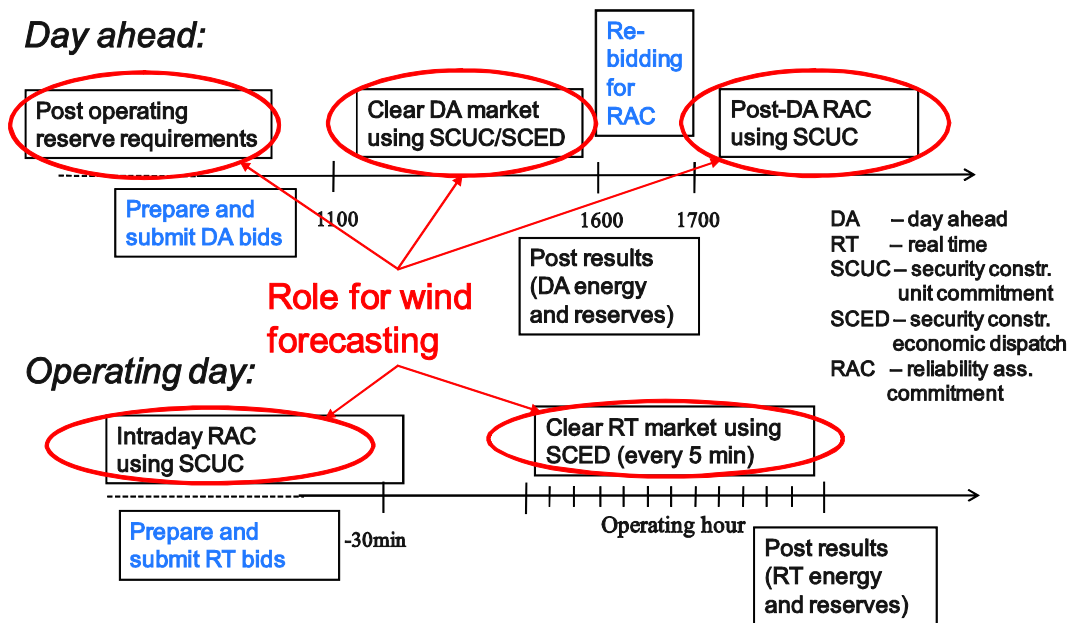 Day ahead:
Re-
bidding
for
RAC
Post operating
reserve requirements
Clear DA market
using SCUC/SCED
Post-DA RAC
using SCUC
Prepare and
submit DA bids
1100
1600
1700
Post results
(DA energy
and reserves)
DA – day ahead
RT – real time
SCUC – security constr.
unit commitment
SCED – security constr.
economic dispatch
RAC – reliability ass.
commitment
Role for wind
forecasting
Operating day:
Intraday RAC
using SCUC
Clear RT market using
SCED (every 5 min)
Prepare and
submit RT bids
-30min
Operating hour
Post results
(RT energy
and reserves)